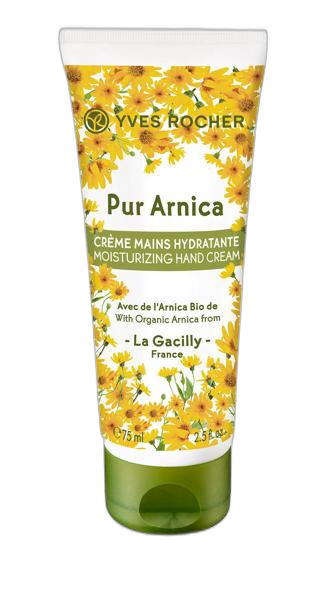 YVES ROCHER
Pur Arnica
CRÈME MAINS HYDRATANTE
MOISTURIZING HAND CREAM
Avec de l'Arnica Bio de
With Organic Arnica from
- La Gacilly -
France
℮ 75 ml 2.5 fl. oz.